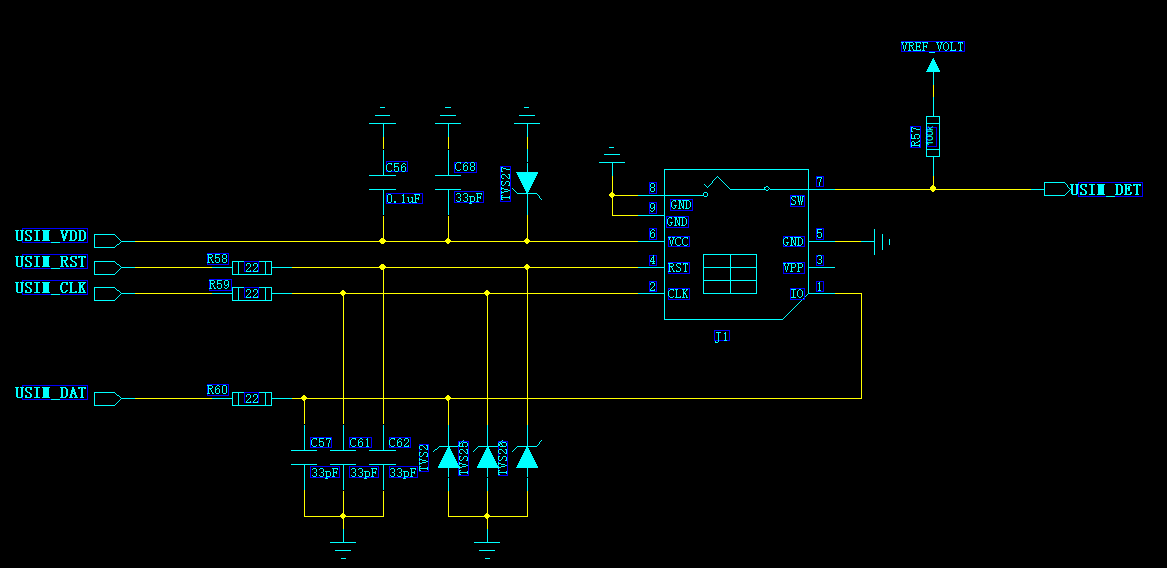 VREF_VOLT
R57
100K
C56
0.1uF
C68
33pF
TVS27
8
GND
9
GND
7
SW
USIM_DET
USIM_VDD
6
VCC
GND
5
USIM_RST
R58
22
4
RST
VPP
3
USIM_CLK
R59
22
2
CLK
IO
1
J1
USIM_DAT
R60
22
C57
33pF
C61
33pF
C62
33pF
TVS2
TVS25
TVS26